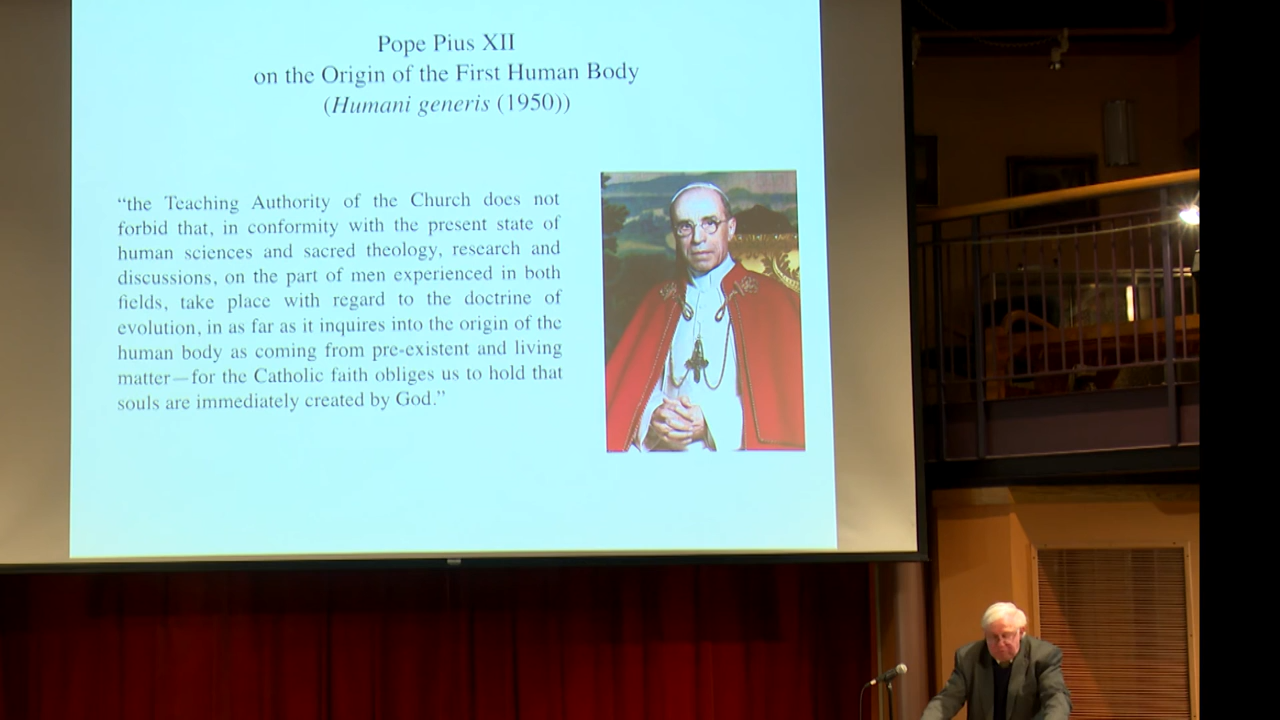 Pope Pius XII
on the Origin of the First Human Body
(Humani generis (1950))
“the Teaching Authority of the Church does not
forbid that, in conformity with the present state of
human sciences and sacred theology, research and
discussions, on the part of men experienced in both
fields, take place with regard to the doctrine of
evolution, in as far as it inquires into the origin of the
human body as coming from pre-existent and living
matter—for the Catholic faith obliges us to hold that
souls are immediately created by God.”